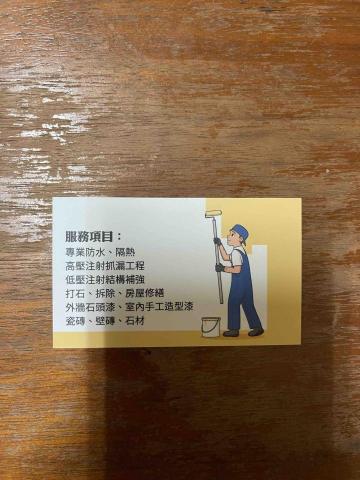 服務項目：
專業防水、隔熱
高壓注射抓漏工程
低壓注射結構補強
打石、拆除、房屋修繕
外牆石頭漆、室內手工造型漆
瓷磚、壁磚、石材